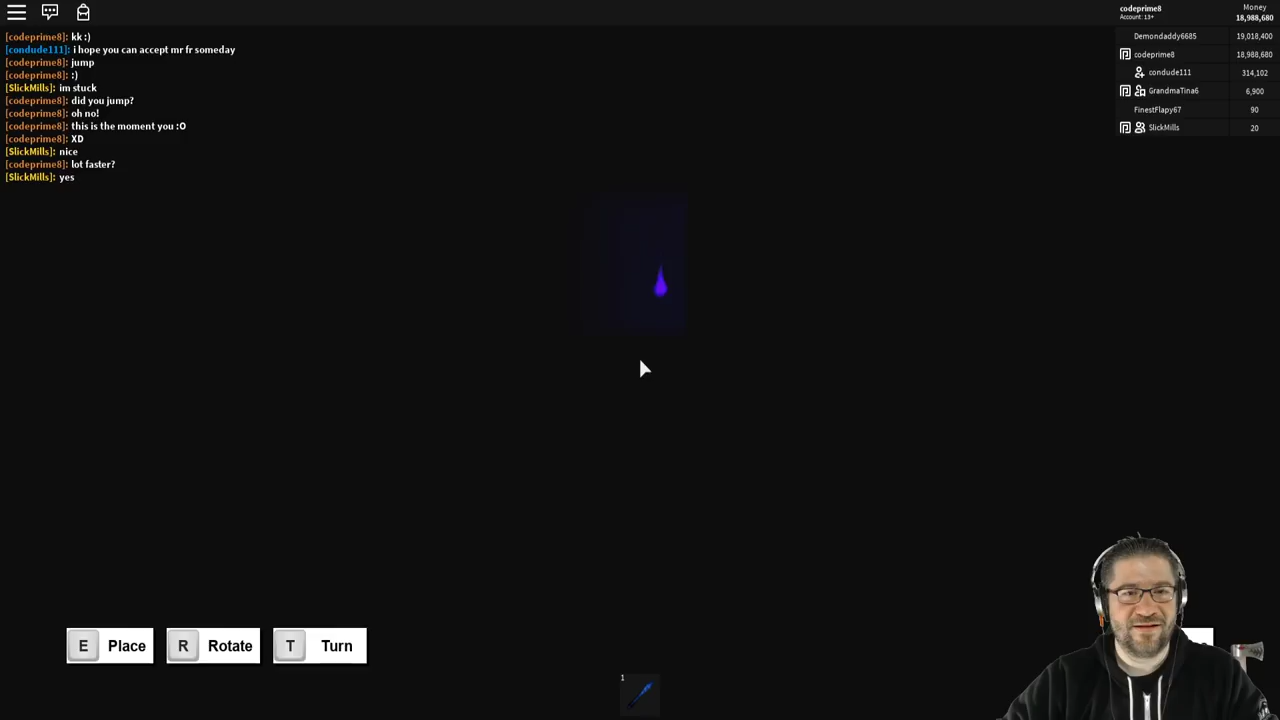 codeprime8
Account: 13+
Money
18,988,680
[codeprime8]: kk :)
[condude111]: i hope you can accept mr fr someday
[codeprime8]: jump
[codeprime8]: :)
[SlickMills]: im stuck
[codeprime8]: did you jump?
[codeprime8]: oh no!
[codeprime8]: this is the moment you :O
[codeprime8]: XD
[SlickMills]: nice
[codeprime8]: lot faster?
[SlickMills]: yes
Demondaddy6685 19,018,400
codeprime8 18,988,680
condude111 314,102
GrandmaTina6 6,900
FinestFlapy67 90
SlickMills 20
E Place R Rotate T Turn
1